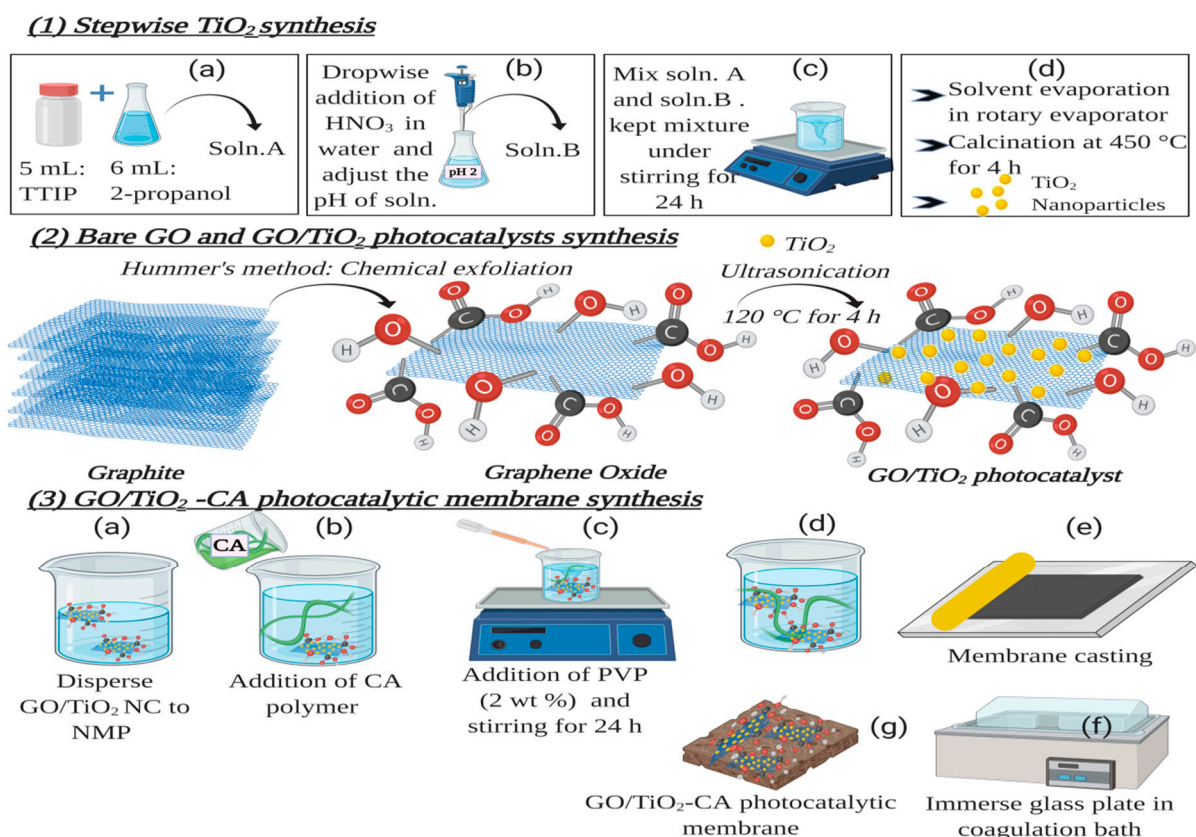 (1) Stepwise TiO2 synthesis
(a)
+
5 mL: 6 mL:
TTIP 2-propanol
Soln.A
(b)
Dropwise
addition of
HNO3 in
water and
adjust the
pH of soln.
pH 2
Soln.B
(c)
Mix soln. A
and soln.B .
kept mixture
under
stirring for
24 h
(d)
Solvent evaporation
in rotary evaporator
Calcination at 450 °C
for 4 h
TiO2
Nanoparticles
(2) Bare GO and GO/TiO2 photocatalysts synthesis
Hummer's method: Chemical exfoliation
TiO2
Ultrasonication
120 °C for 4 h
O
O
H
C
O
H
O
H
O
C
O
H
O
C
O
H
O
H
C
O
O
H
O
H
O
O
H
C
O
H
O
H
O
C
O
H
O
C
O
H
O
H
C
O
O
H
O
H
Graphite
Graphene Oxide
GO/TiO2 photocatalyst
(3) GO/TiO2 -CA photocatalytic membrane synthesis
(a)
Disperse
GO/TiO2 NC to
NMP
(b)
CA
Addition of CA
polymer
(c)
Addition of PVP
(2 wt %) and
stirring for 24 h
(d)
(e)
Membrane casting
(f)
Immerse glass plate in
coagulation bath
(g)
GO/TiO2-CA photocatalytic
membrane